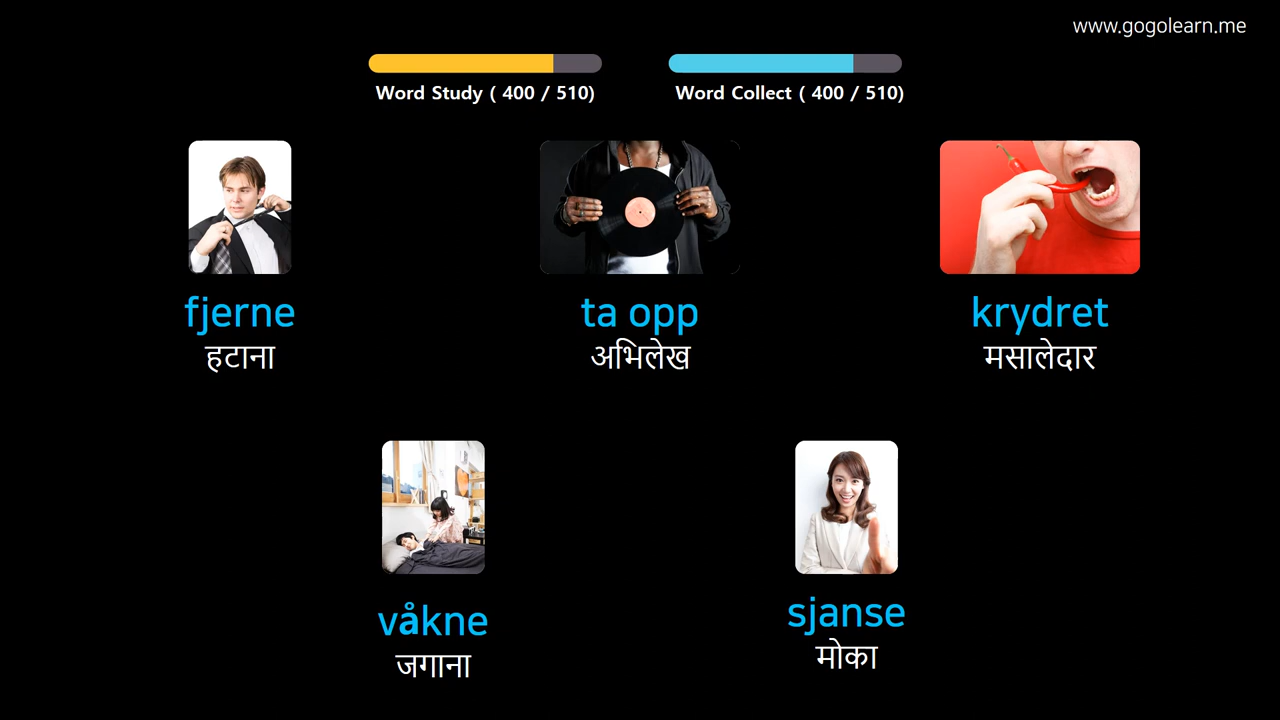 www.gogolearn.me
Word Study ( 400 / 510)
Word Collect ( 400 / 510)
fjerne
हटाना
ta opp
अभिलेख
krydret
मसालेदार
våkne
जगाना
sjanse
मोका